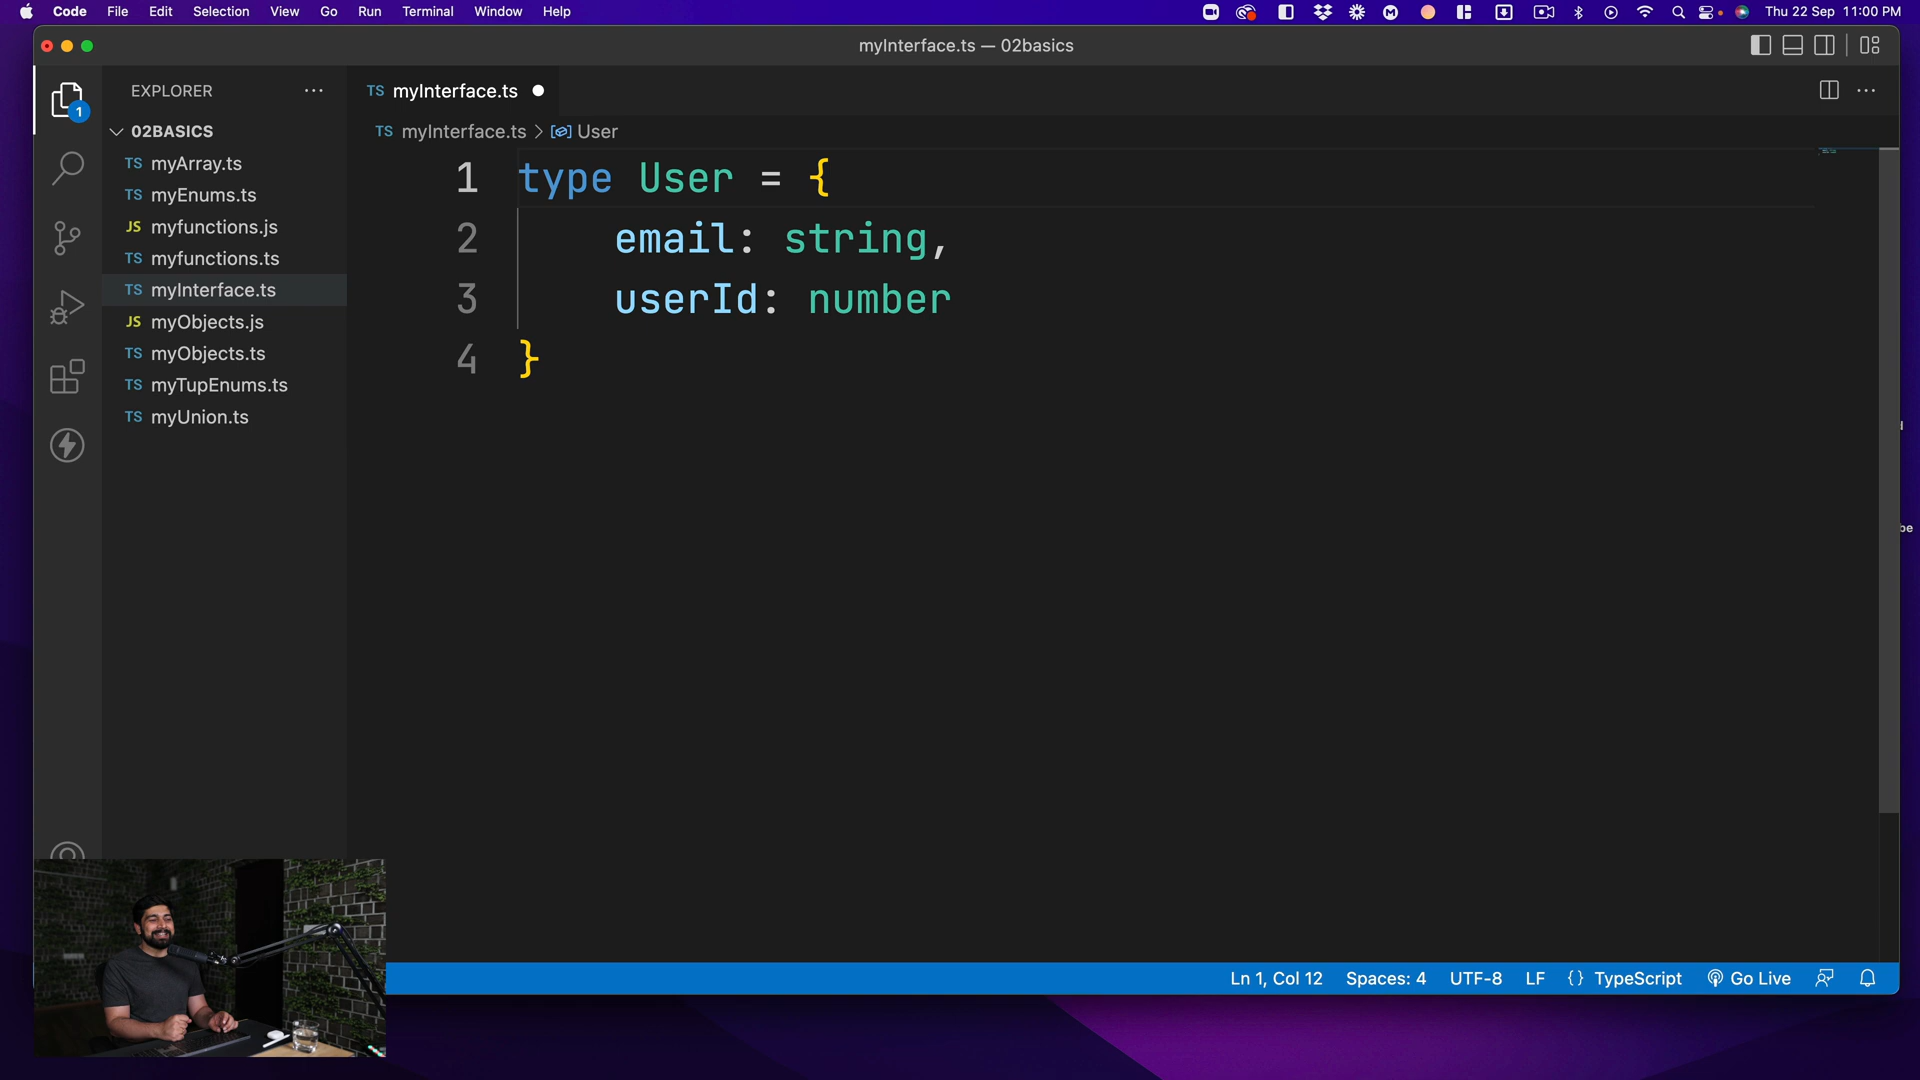 Code File Edit Selection View Go Run Terminal Window Help Thu 22 Sep 11:00 PM
myInterface.ts — 02basics
EXPLORER
TS myInterface.ts
1
02BASICS
TS myInterface.ts > User
TS myArray.ts
TS myEnums.ts
JS myfunctions.js
TS myfunctions.ts
TS myInterface.ts
JS myObjects.js
TS myObjects.ts
TS myTupEnums.ts
TS myUnion.ts
1 type User = {
2 email: string,
3 userId: number
4 }
be
Ln 1, Col 12 Spaces: 4 UTF-8 LF {} TypeScript Go Live